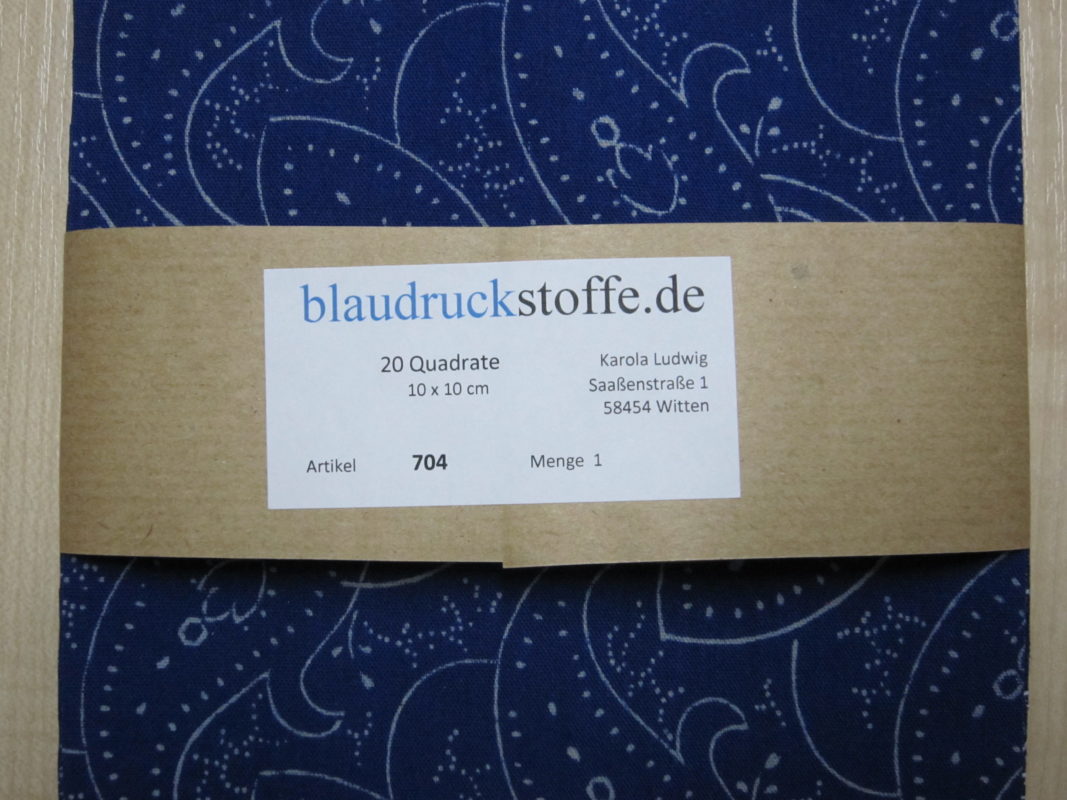 blaudruckstoffe.de
20 Quadrate
10 x 10 cm
Karola Ludwig
Saaßenstraße 1
58454 Witten
Artikel 704 Menge 1